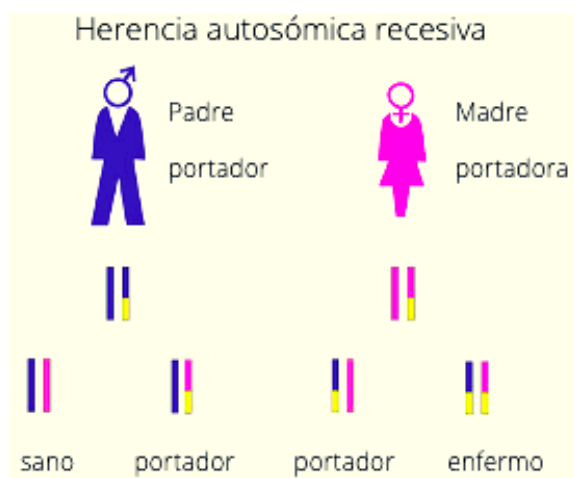 Herencia autosómica recesiva
Padre
portador
Madre
portadora
sano portador portador enfermo